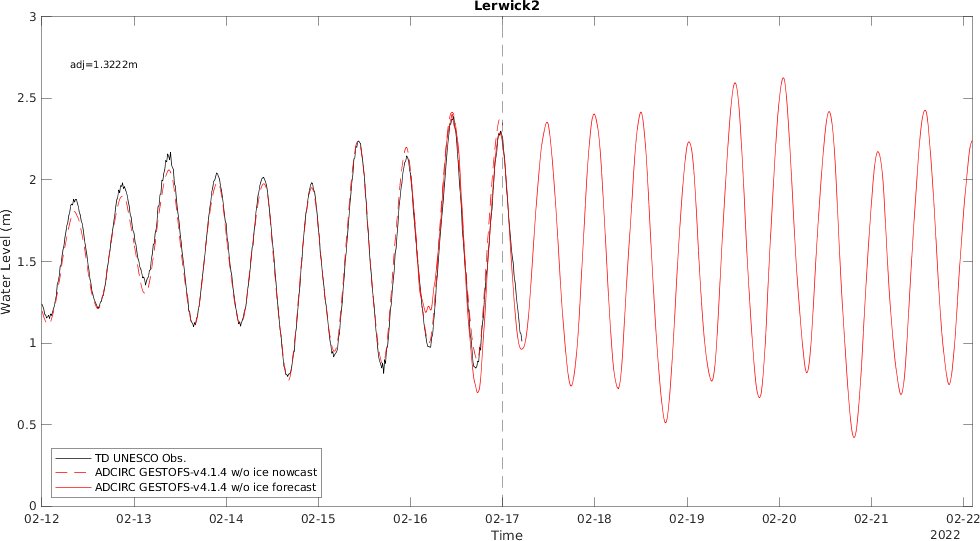 Lerwick2
3
adj=1.3222m
2.5
2
Water Level (m)
1.5
1
0.5
TD UNESCO Obs.
ADCIRC GESTOFS-v4.1.4 w/o ice nowcast
ADCIRC GESTOFS-v4.1.4 w/o ice forecast
0
02-12 02-13 02-14 02-15 02-16 02-17 02-18 02-19 02-20 02-21 02-22
Time
2022